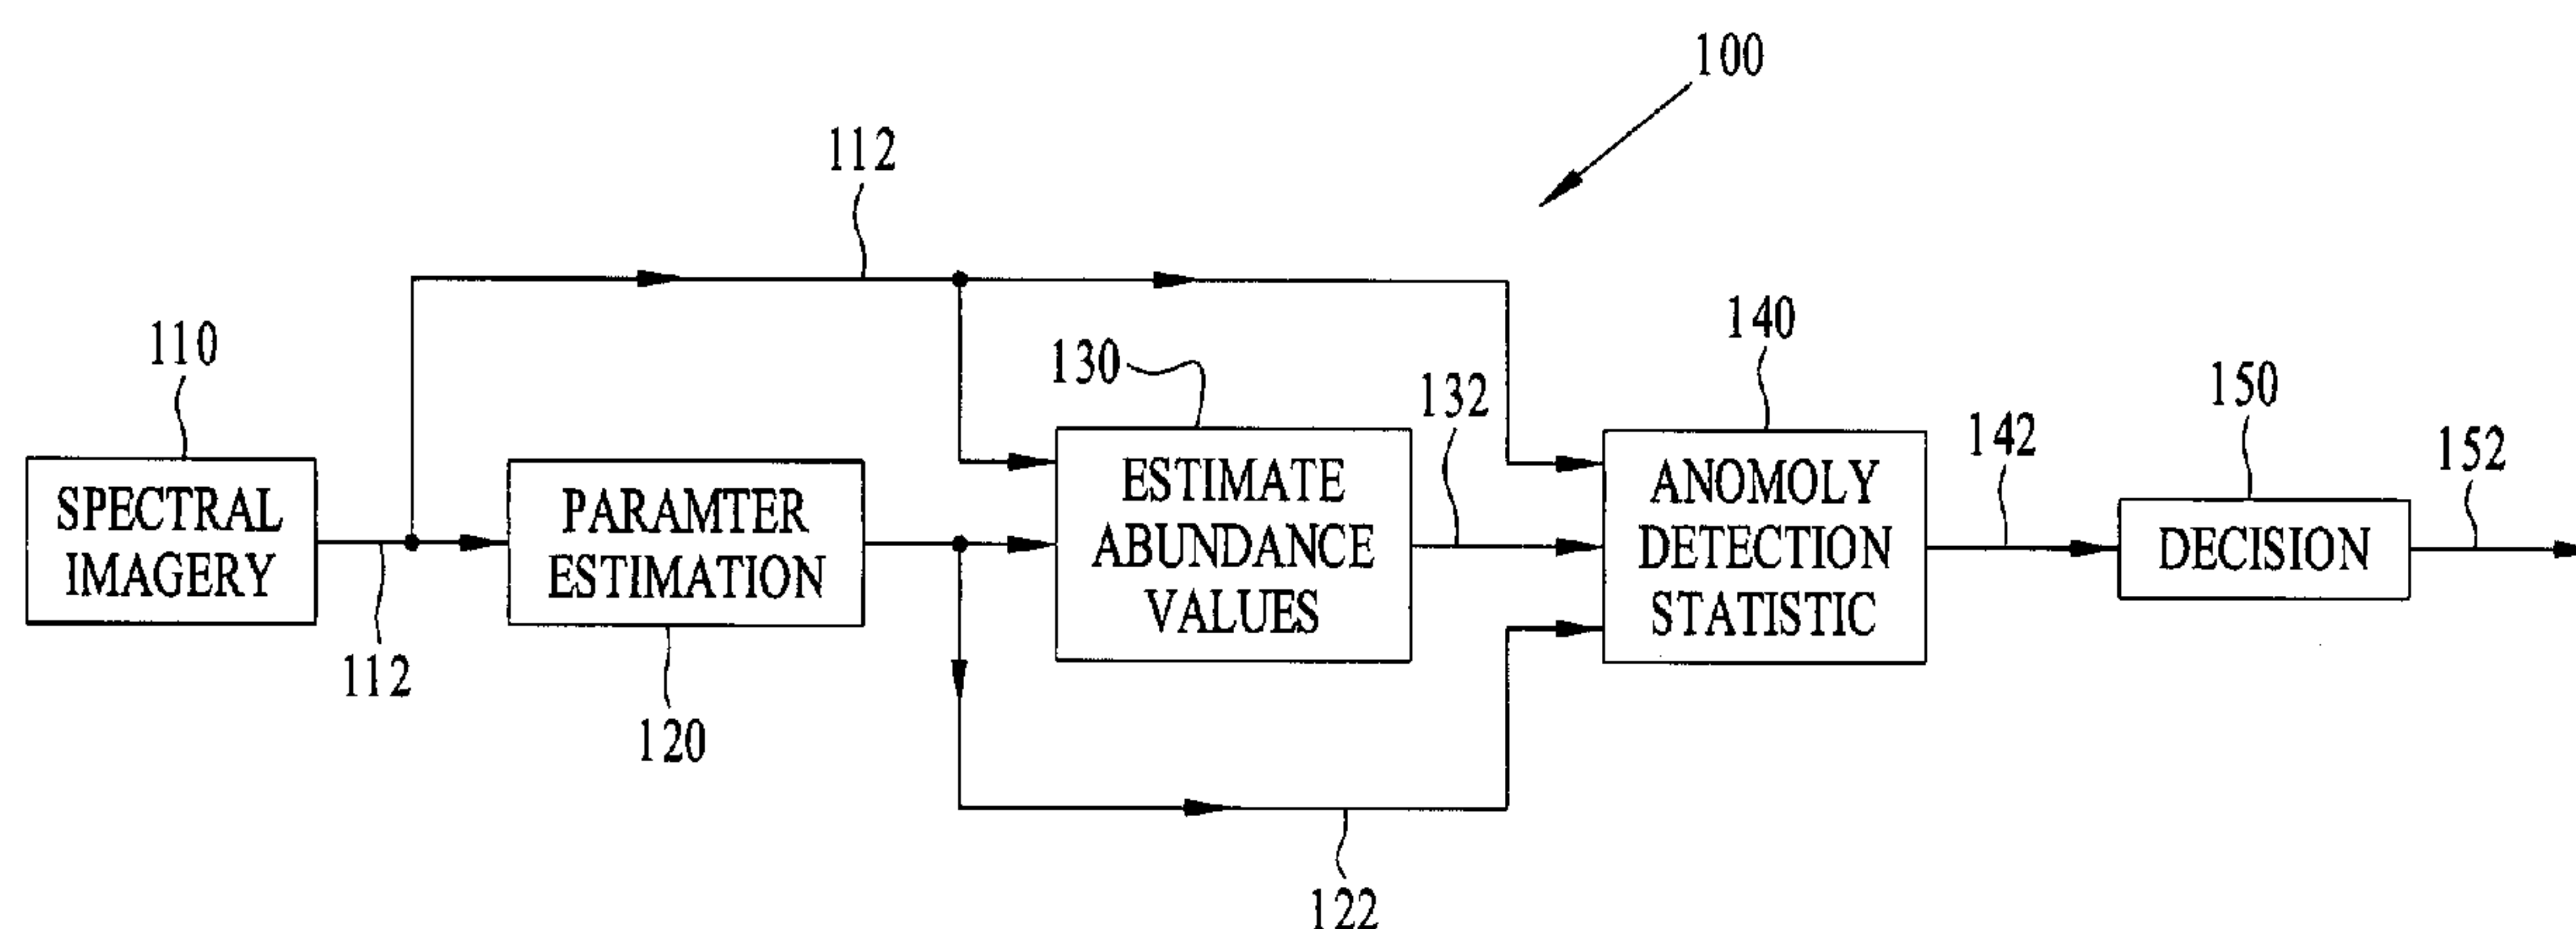 100
112
110
SPECTRAL
IMAGERY
112
PARAMTER
ESTIMATION
120
130
ESTIMATE
ABUNDANCE
VALUES
132
122
140
ANOMOLY
DETECTION
STATISTIC
142
150
DECISION
152